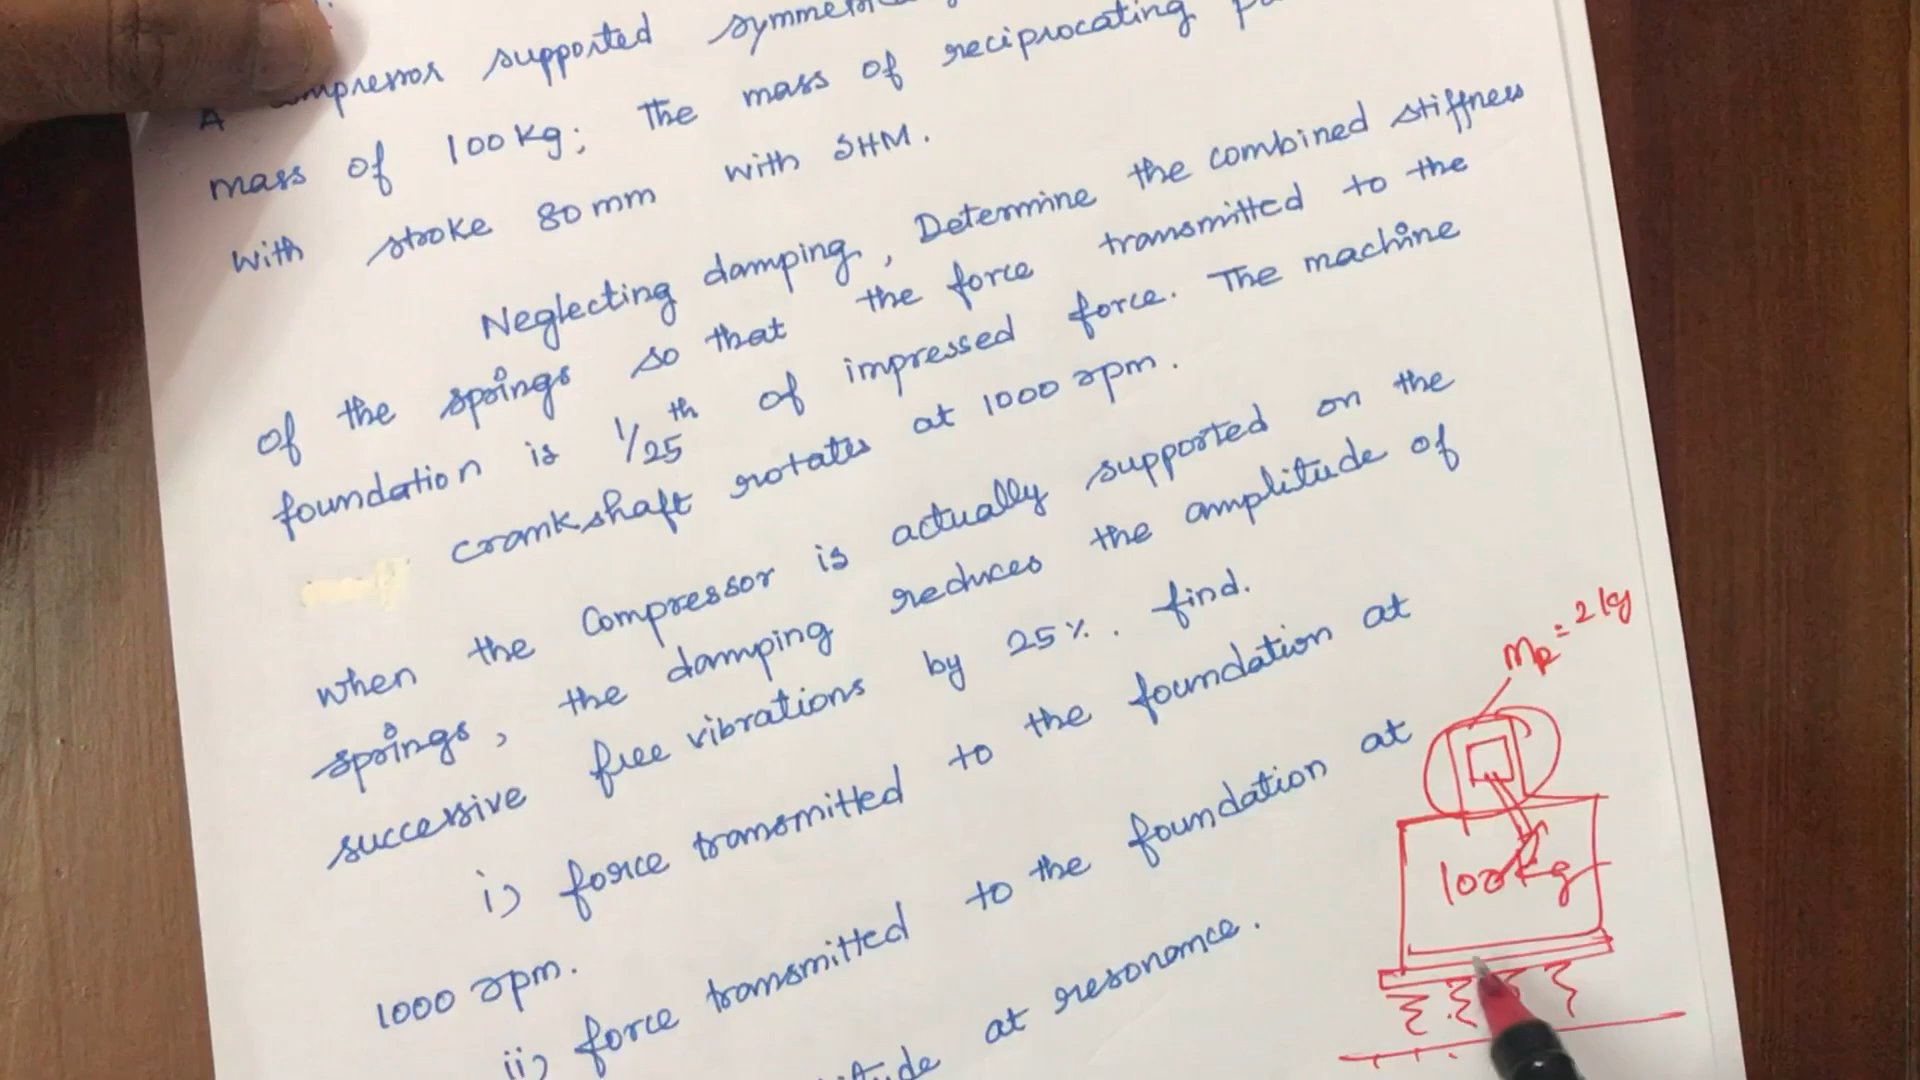 A compressor supported
mass of 100 Kg; The mass of reciprocating
with stroke 80 mm with SHM.
Neglecting damping, Determine the combined stiffness
of the springs so that the force transmitted to the
foundation is 1/25th of impressed force. The machine
crankshaft rotates at 1000 rpm.
when the compressor is actually supported on the
springs, the damping reduces the amplitude of
successive free vibrations by 25%. find.
i) force transmitted to the foundation at
1000 rpm.
ii) force transmitted to the foundation at
at resonance.
MR = 2 kg
100 Kg